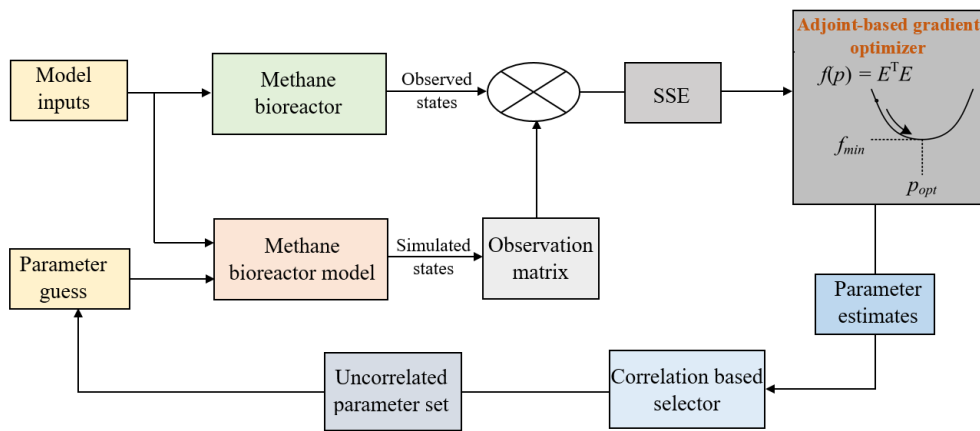 Model
inputs
Methane
bioreactor
Observed
states
SSE
Adjoint-based gradient
optimizer
f(p) = EᵀE
f_min
p_opt
Parameter
guess
Methane
bioreactor model
Simulated
states
Observation
matrix
Parameter
estimates
Uncorrelated
parameter set
Correlation based
selector